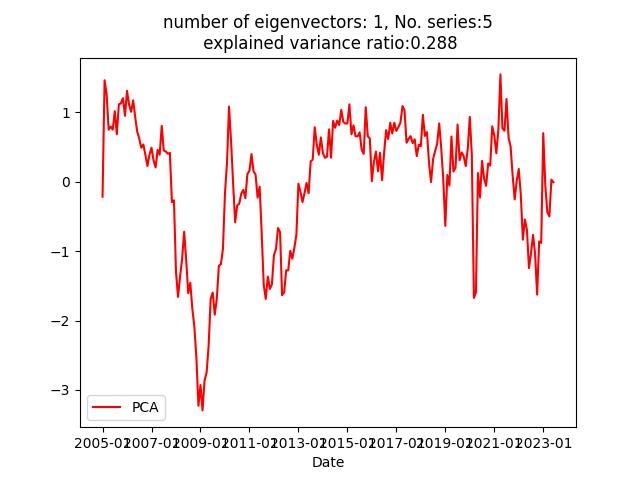 number of eigenvectors: 1, No. series:5
explained variance ratio:0.288
1
0
−1
−2
−3
PCA
2005-01 2007-01 2009-01 2011-01 2013-01 2015-01 2017-01 2019-01 2021-01 2023-01
Date